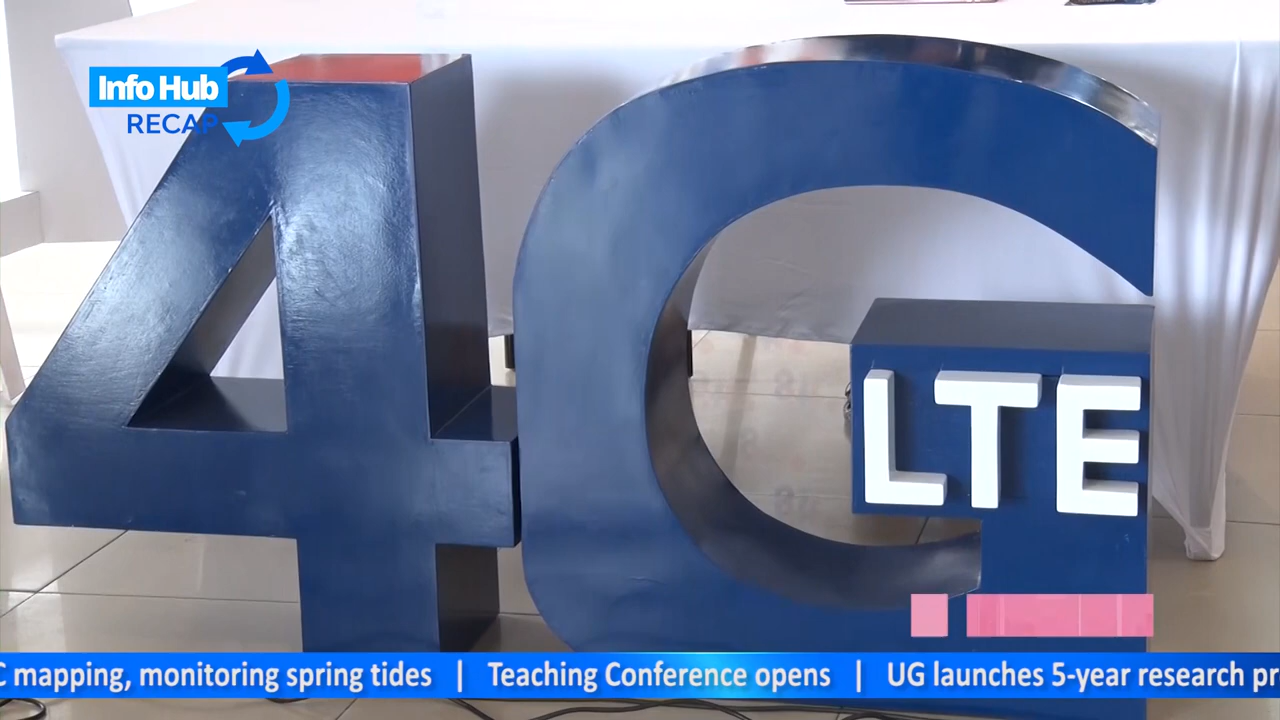 Info Hub
RECAP
4G
LTE
C mapping, monitoring spring tides | Teaching Conference opens | UG launches 5-year research pr